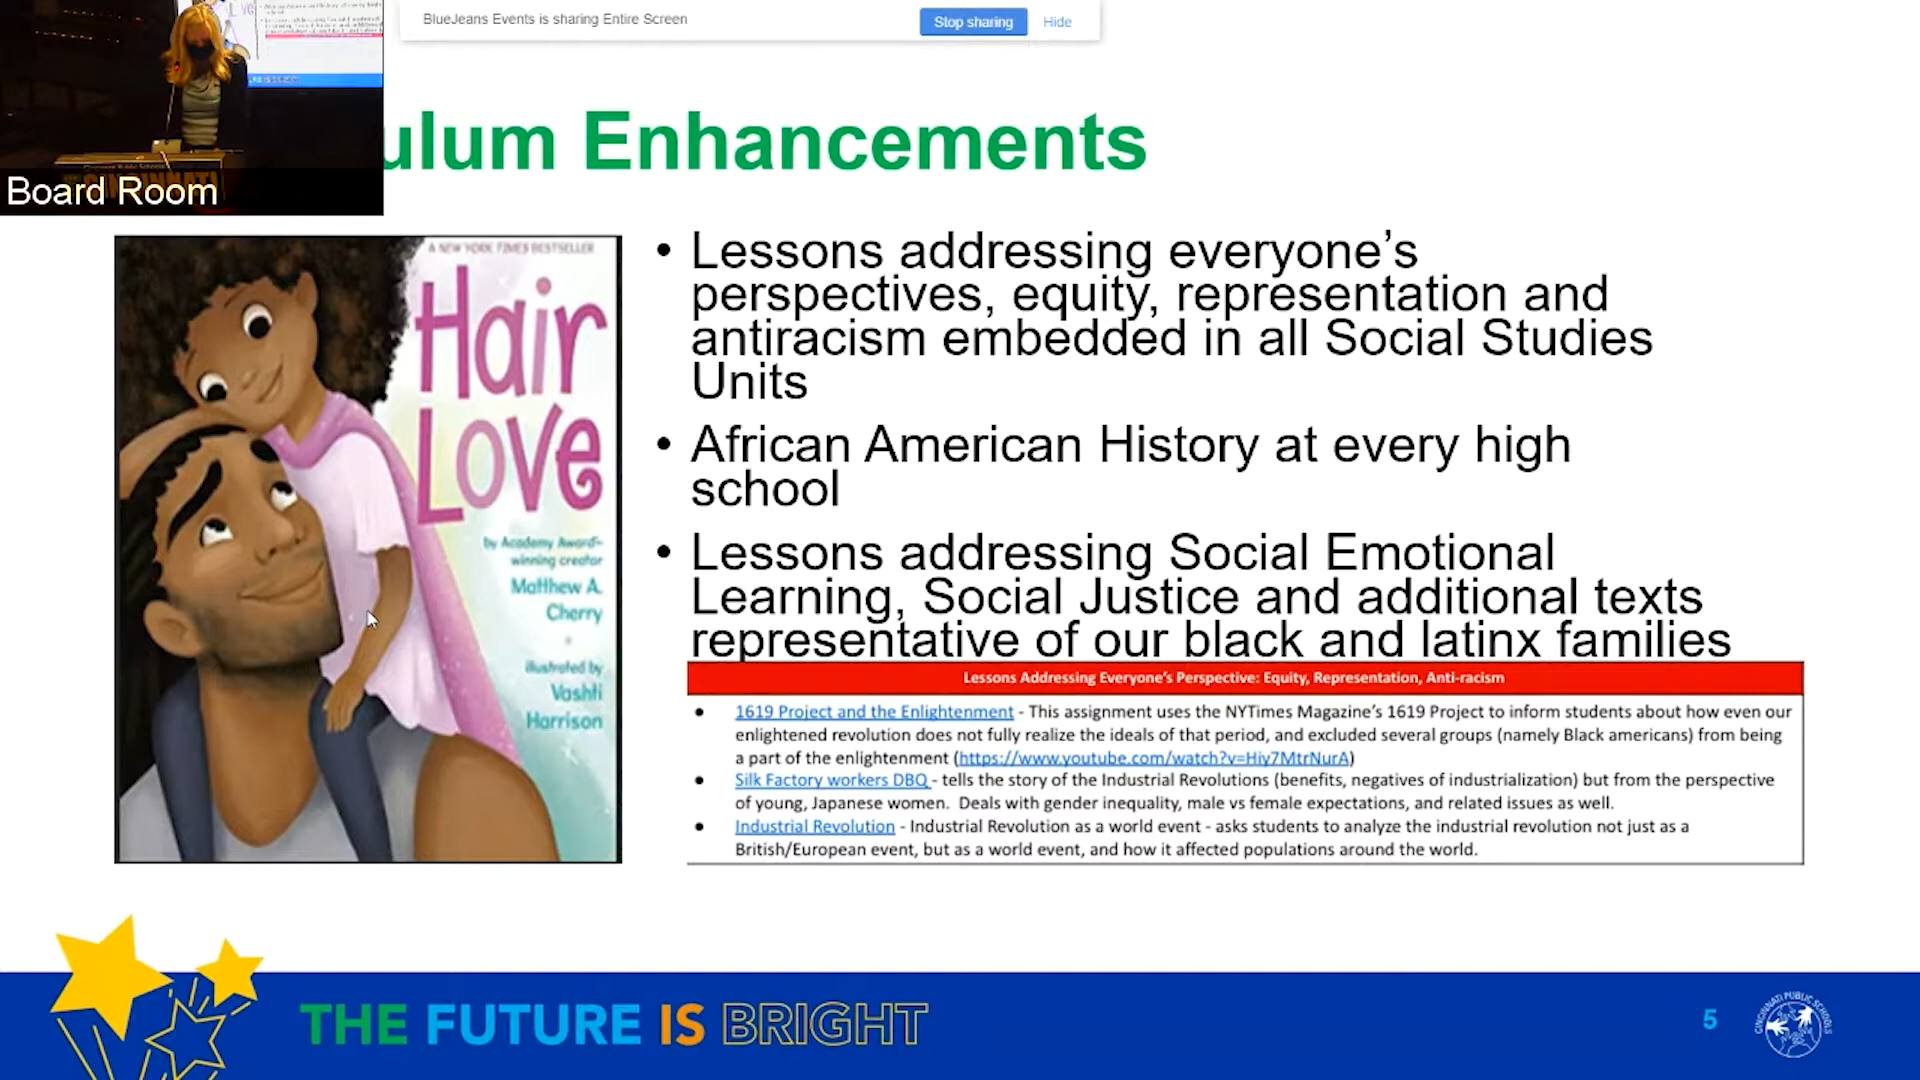 BlueJeans Events is sharing Entire Screen
Stop sharing
Hide
Board Room
ulum Enhancements
A NEW YORK TIMES BESTSELLER
Hair
LOVE
by Academy Award-
winning creator
Matthew A.
Cherry
illustrated by
Vashti
Harrison
• Lessons addressing everyone’s
perspectives, equity, representation and
antiracism embedded in all Social Studies
Units
• African American History at every high
school
• Lessons addressing Social Emotional
Learning, Social Justice and additional texts
representative of our black and latinx families
Lessons Addressing Everyone's Perspective: Equity, Representation, Anti-racism
● 1619 Project and the Enlightenment - This assignment uses the NYTimes Magazine's 1619 Project to inform students about how even our
enlightened revolution does not fully realize the ideals of that period, and excluded several groups (namely Black americans) from being
a part of the enlightenment (https://www.youtube.com/watch?v=Hiy7MtrNurA)
● Silk Factory workers DBQ - tells the story of the Industrial Revolutions (benefits, negatives of industrialization) but from the perspective
of young, Japanese women. Deals with gender inequality, male vs female expectations, and related issues as well.
● Industrial Revolution - Industrial Revolution as a world event - asks students to analyze the industrial revolution not just as a
British/European event, but as a world event, and how it affected populations around the world.
THE FUTURE IS BRIGHT
5
CINCINNATI PUBLIC SCHOOLS